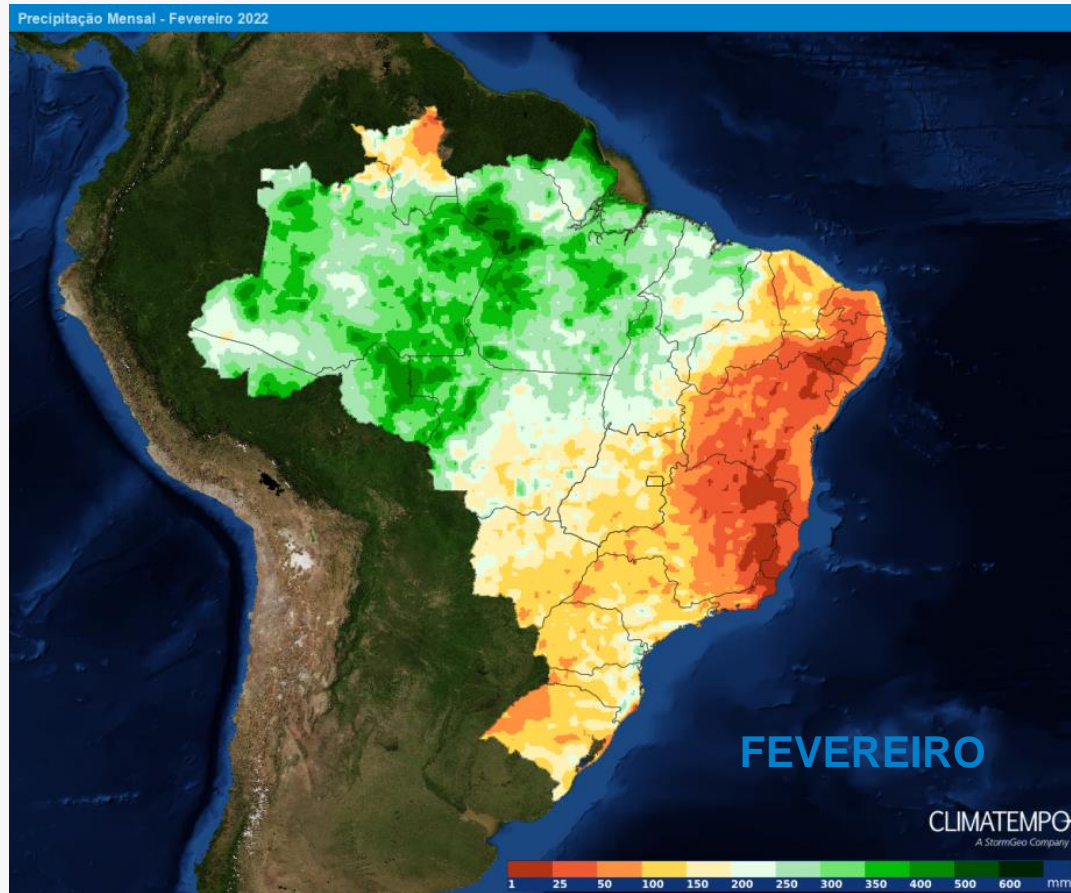 Precipitação Mensal - Fevereiro 2022
FEVEREIRO
CLIMATEMPO
A StormGeo Company
1 25 50 100 150 200 250 300 350 400 500 600 mm